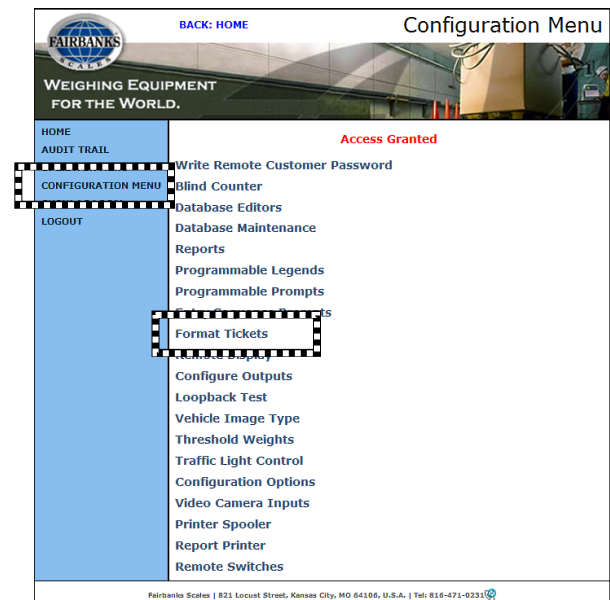 BACK: HOME
Configuration Menu
FAIRBANKS
SCALES
WEIGHING EQUIPMENT
FOR THE WORLD.
HOME
AUDIT TRAIL
CONFIGURATION MENU
LOGOUT
Access Granted
Write Remote Customer Password
Blind Counter
Database Editors
Database Maintenance
Reports
Programmable Legends
Programmable Prompts
Format Tickets
Remote Display
Configure Outputs
Loopback Test
Vehicle Image Type
Threshold Weights
Traffic Light Control
Configuration Options
Video Camera Inputs
Printer Spooler
Report Printer
Remote Switches
Fairbanks Scales | 821 Locust Street, Kansas City, MO 64106, U.S.A. | Tel: 816-471-0231